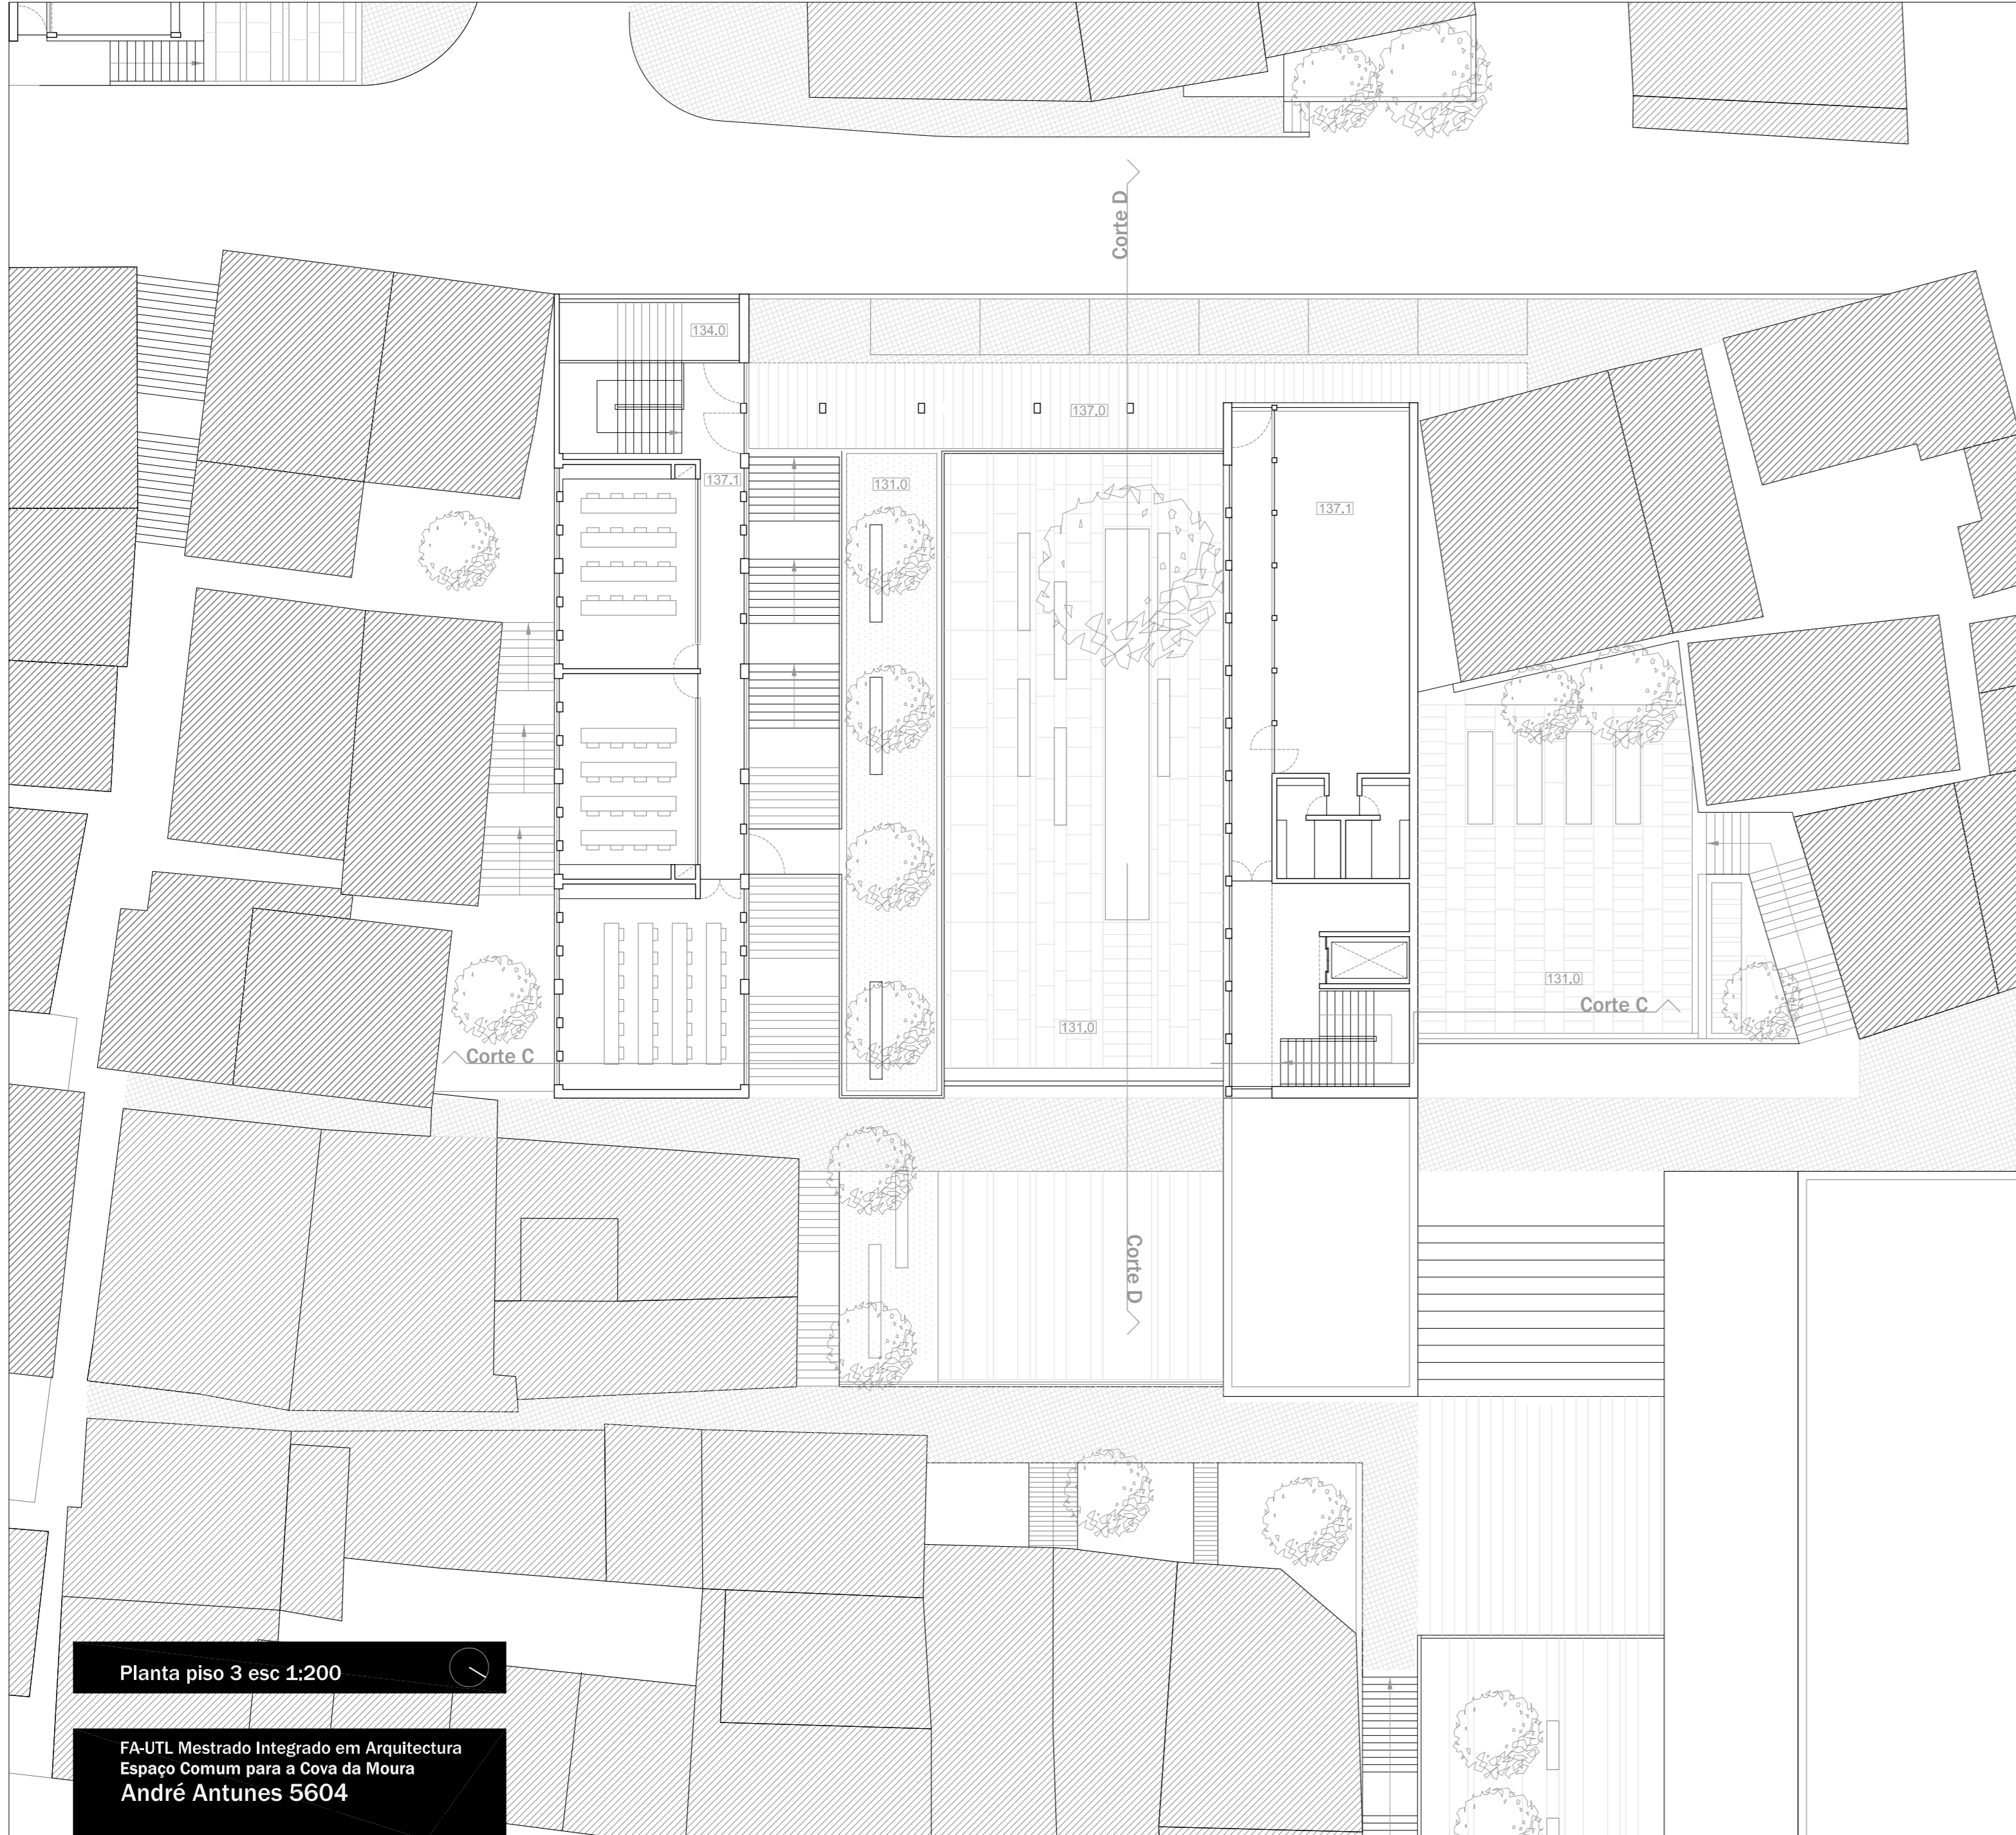 Corte D
134.0
137.0
137.1
131.0
137.1
131.0
Corte C
131.0
Corte C
Corte D
Planta piso 3 esc 1:200
FA-UTL Mestrado Integrado em Arquitectura
Espaço Comum para a Cova da Moura
André Antunes 5604